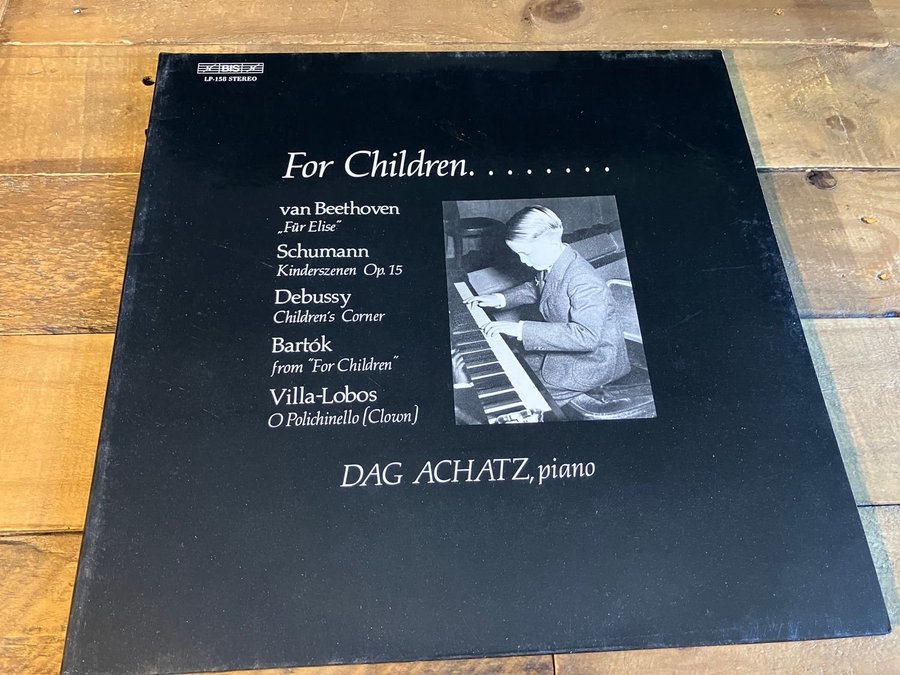 BIS
LP-158 STEREO
For Children. . . . . . . .
van Beethoven
„Für Elise"
Schumann
Kinderszenen Op. 15
Debussy
Children's Corner
Bartók
from "For Children"
Villa-Lobos
O Polichinello (Clown)
DAG ACHATZ, piano